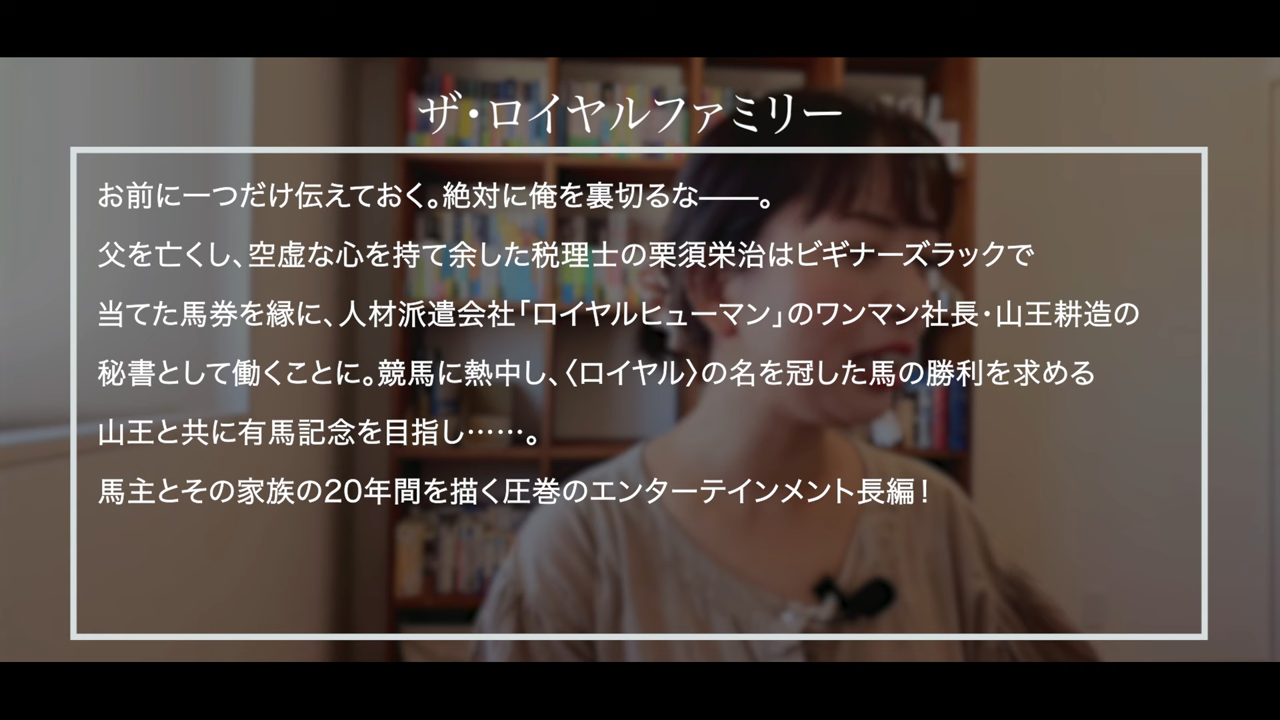 ザ・ロイヤルファミリー
お前に一つだけ伝えておく。絶対に俺を裏切るな――。
父を亡くし、空虚な心を持て余した税理士の栗須栄治はビギナーズラックで
当てた馬券を縁に、人材派遣会社「ロイヤルヒューマン」のワンマン社長・山王耕造の
秘書として働くことに。競馬に熱中し、〈ロイヤル〉の名を冠した馬の勝利を求める
山王と共に有馬記念を目指し……。
馬主とその家族の20年間を描く圧巻のエンターテインメント長編!